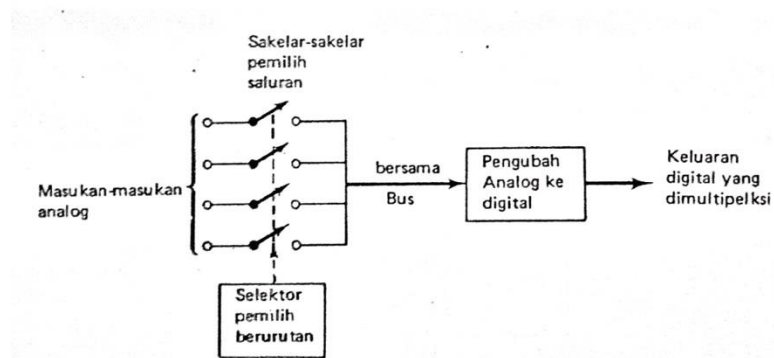 Sakelar-sakelar
pemilih
saluran
Masukan-masukan
analog
bersama
Bus
Pengubah
Analog ke
digital
Keluaran
digital yang
dimultipelksi
Selektor
pemilih
berurutan